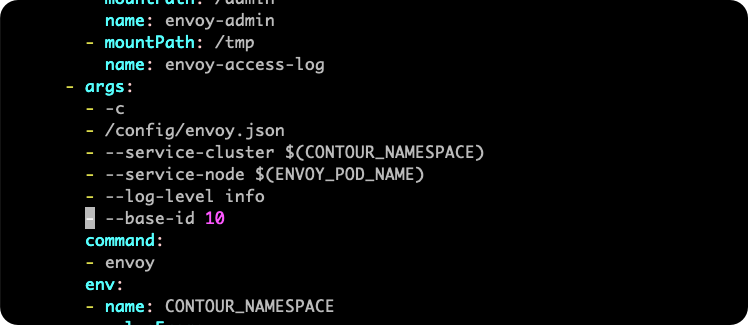 mountPath: /admin
name: envoy-admin
- mountPath: /tmp
name: envoy-access-log
- args:
- -c
- /config/envoy.json
- --service-cluster $(CONTOUR_NAMESPACE)
- --service-node $(ENVOY_POD_NAME)
- --log-level info
- --base-id 10
command:
- envoy
env:
- name: CONTOUR_NAMESPACE